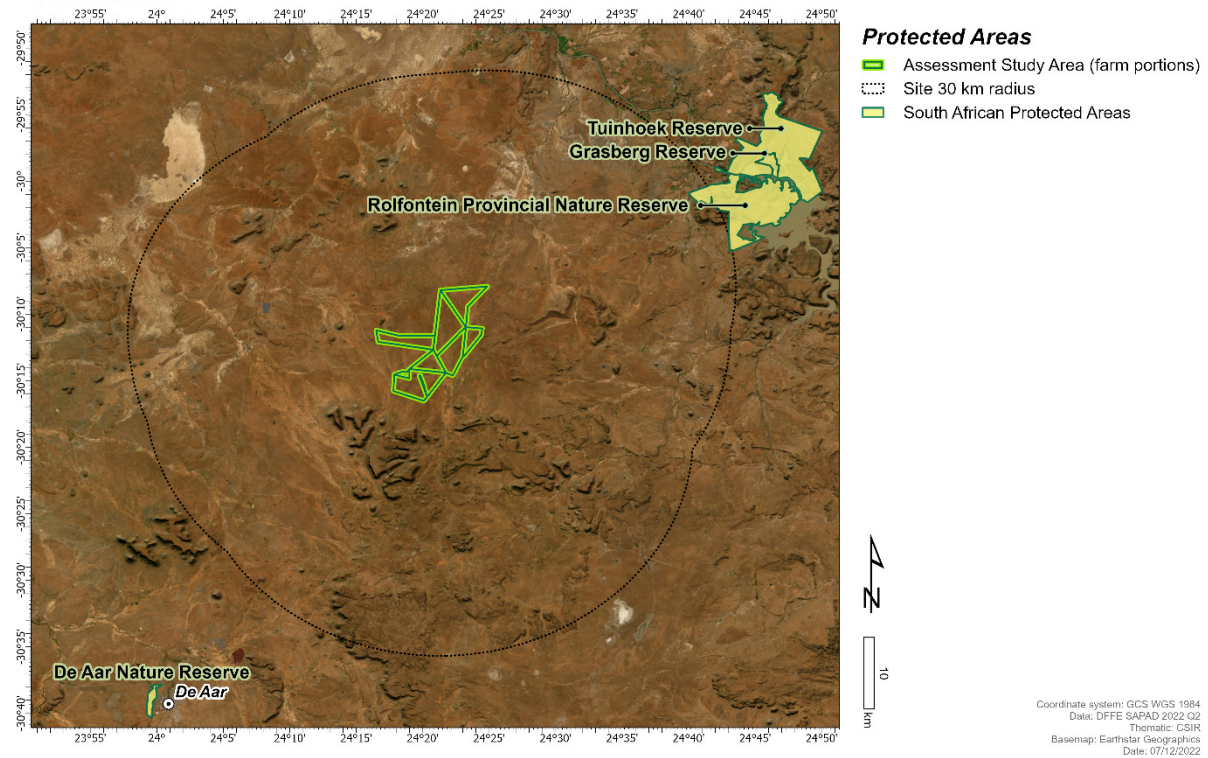 23°55' 24° 24°5' 24°10' 24°15' 24°20' 24°25' 24°30' 24°35' 24°40' 24°45' 24°50'
-29°50'
-29°55'
-30°
-30°5'
-30°10'
-30°15'
-30°20'
-30°25'
-30°30'
-30°35'
-30°40'
Tuinhoek Reserve
Grasberg Reserve
Rolfontein Provincial Nature Reserve
De Aar Nature Reserve
De Aar
23°55' 24° 24°5' 24°10' 24°15' 24°20' 24°25' 24°30' 24°35' 24°40' 24°45' 24°50'
Protected Areas
Assessment Study Area (farm portions)
Site 30 km radius
South African Protected Areas
N
10
km
Coordinate system: GCS WGS 1984
Data: DFFE SAPAD 2022 Q2
Thematic: CSIR
Basemap: Earthstar Geographics
Date: 07/12/2022